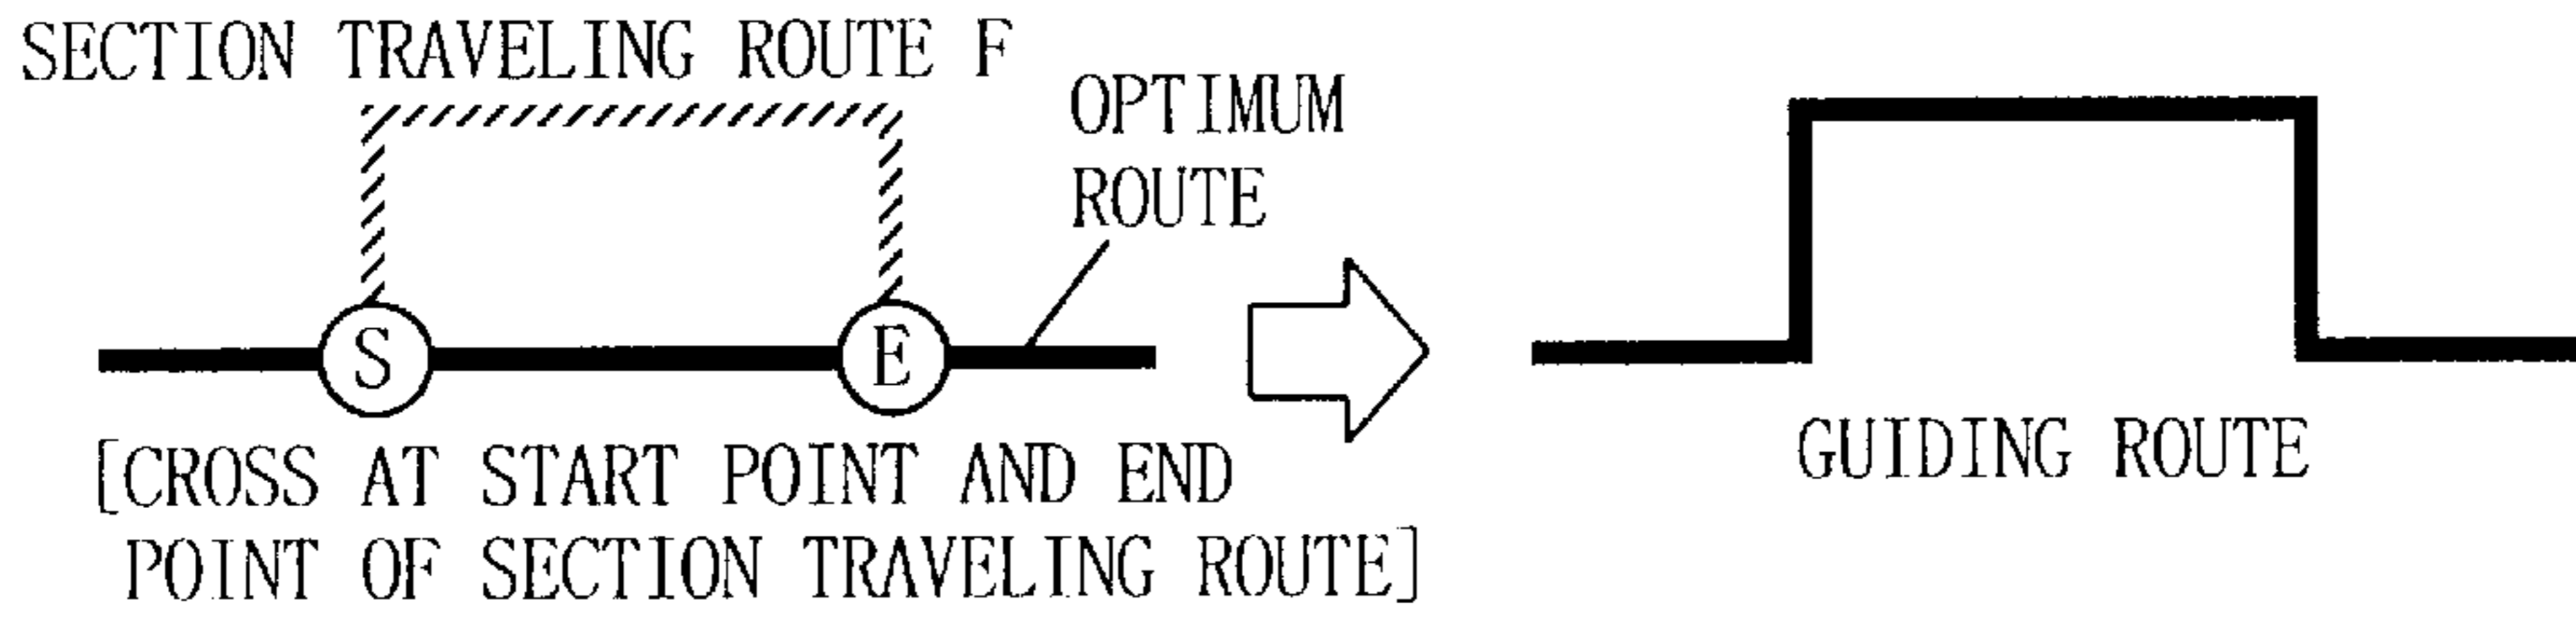 SECTION TRAVELING ROUTE F
OPTIMUM
ROUTE
S
E
[CROSS AT START POINT AND END
POINT OF SECTION TRAVELING ROUTE]
GUIDING ROUTE